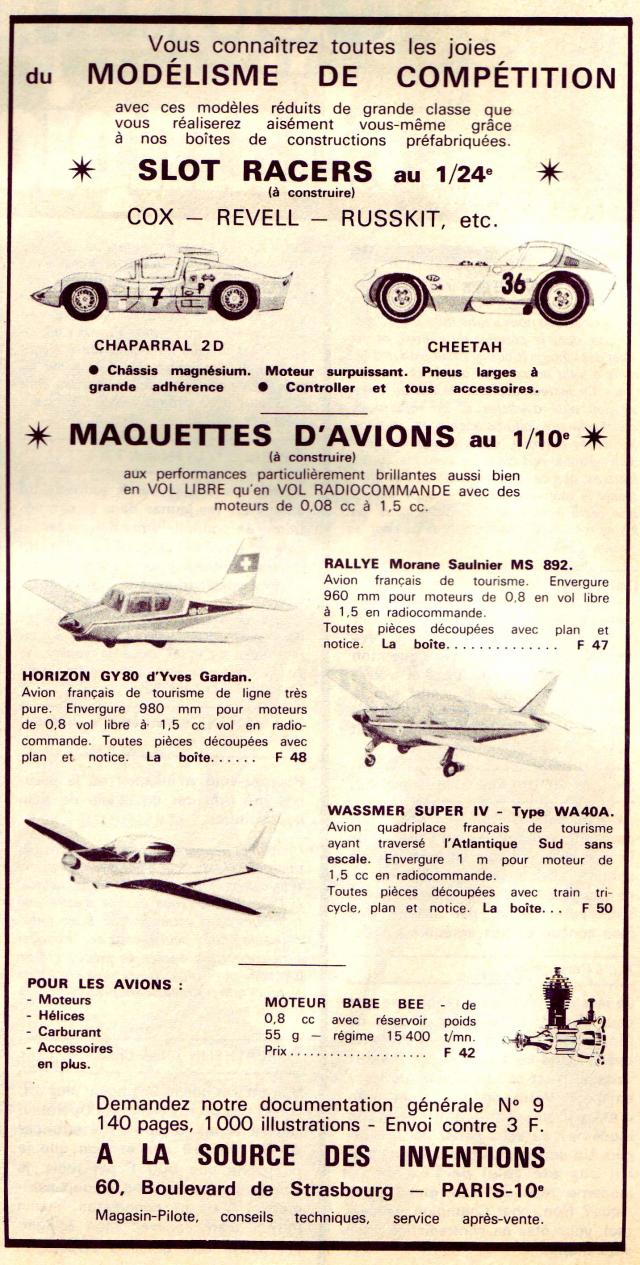 Vous connaîtrez toutes les joies
du MODÉLISME DE COMPÉTITION
avec ces modèles réduits de grande classe que
vous réaliserez aisément vous-même grâce
à nos boîtes de constructions préfabriquées.
SLOT RACERS au 1/24e
(à construire)
COX — REVELL — RUSSKIT, etc.
7
P
36
CHAPARRAL 2 D
CHEETAH
● Châssis magnésium. Moteur surpuissant. Pneus larges à
grande adhérence ● Controller et tous accessoires.
MAQUETTES D'AVIONS au 1/10e
(à construire)
aux performances particulièrement brillantes aussi bien
en VOL LIBRE qu'en VOL RADIOCOMMANDE avec des
moteurs de 0,08 cc à 1,5 cc.
RALLYE Morane Saulnier MS 892.
Avion français de tourisme. Envergure
960 mm pour moteurs de 0,8 en vol libre
à 1,5 en radiocommande.
Toutes pièces découpées avec plan et
notice. La boîte.............. F 47
HORIZON GY80 d'Yves Gardan.
Avion français de tourisme de ligne très
pure. Envergure 980 mm pour moteurs
de 0,8 vol libre à 1,5 cc vol en radio-
commande. Toutes pièces découpées avec
plan et notice. La boîte...... F 48
WASSMER SUPER IV - Type WA40A.
Avion quadriplace français de tourisme
ayant traversé l'Atlantique Sud sans
escale. Envergure 1 m pour moteur de
1,5 cc en radiocommande.
Toutes pièces découpées avec train tri-
cycle, plan et notice. La boîte... F 50
POUR LES AVIONS :
- Moteurs
- Hélices
- Carburant
- Accessoires
en plus.
MOTEUR BABE BEE - de
0,8 cc avec réservoir poids
55 g — régime 15 400 t/mn.
Prix..................... F 42
Demandez notre documentation générale N° 9
140 pages, 1 000 illustrations - Envoi contre 3 F.
A LA SOURCE DES INVENTIONS
60, Boulevard de Strasbourg — PARIS-10e
Magasin-Pilote, conseils techniques, service après-vente.